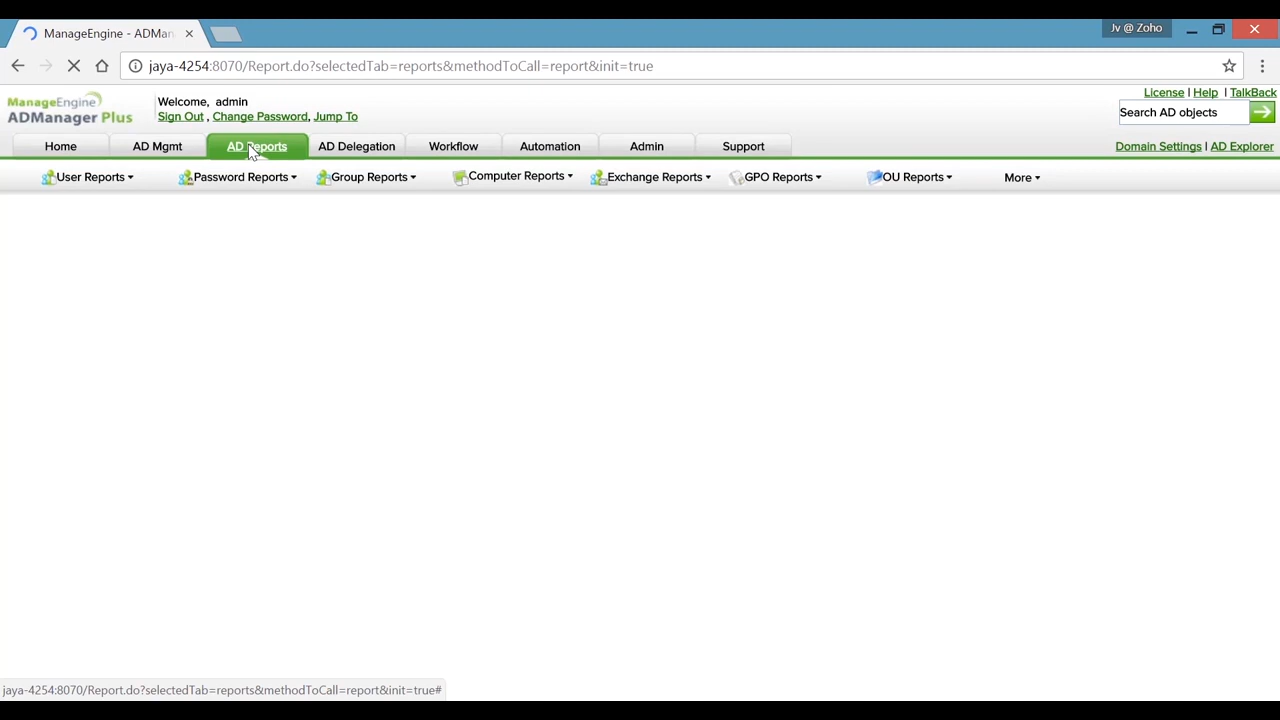 ManageEngine - ADMan
Jv @ Zoho
jaya-4254:8070/Report.do?selectedTab=reports&methodToCall=report&init=true
ManageEngine
ADManager Plus
Welcome, admin
Sign Out , Change Password, Jump To
License | Help | TalkBack
Search AD objects
Home AD Mgmt AD Reports AD Delegation Workflow Automation Admin Support
Domain Settings | AD Explorer
User Reports Password Reports Group Reports Computer Reports Exchange Reports GPO Reports OU Reports More
jaya-4254:8070/Report.do?selectedTab=reports&methodToCall=report&init=true#